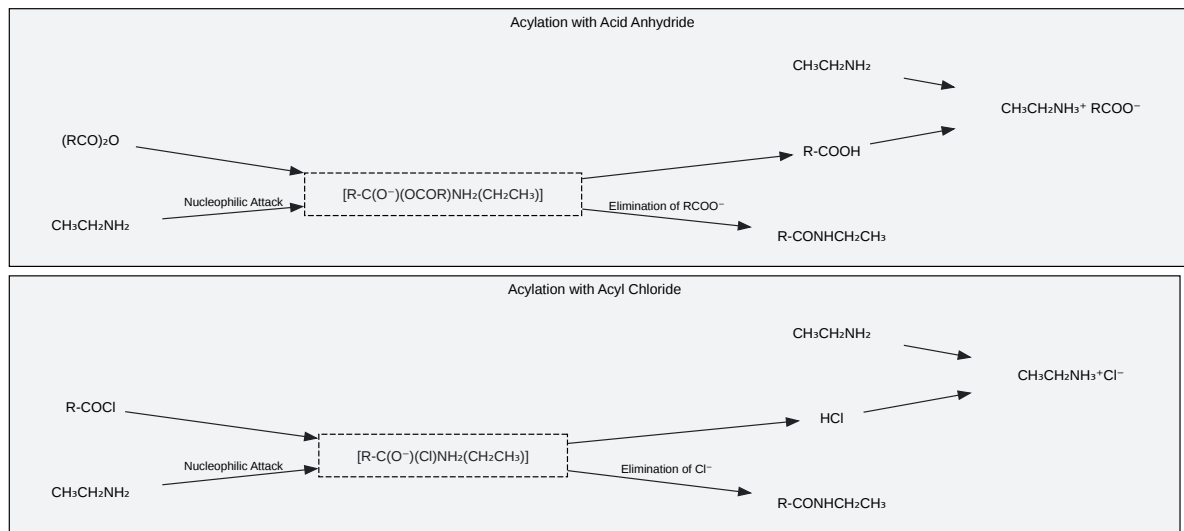 Acylation with Acid Anhydride
CH₃CH₂NH₂
CH₃CH₂NH₃⁺ RCOO⁻
(RCO)₂O
R-COOH
[R-C(O⁻)(OCOR)NH₂(CH₂CH₃)]
Nucleophilic Attack
Elimination of RCOO⁻
CH₃CH₂NH₂
R-CONHCH₂CH₃
Acylation with Acyl Chloride
CH₃CH₂NH₂
CH₃CH₂NH₃⁺Cl⁻
R-COCl
HCl
[R-C(O⁻)(Cl)NH₂(CH₂CH₃)]
Nucleophilic Attack
Elimination of Cl⁻
CH₃CH₂NH₂
R-CONHCH₂CH₃